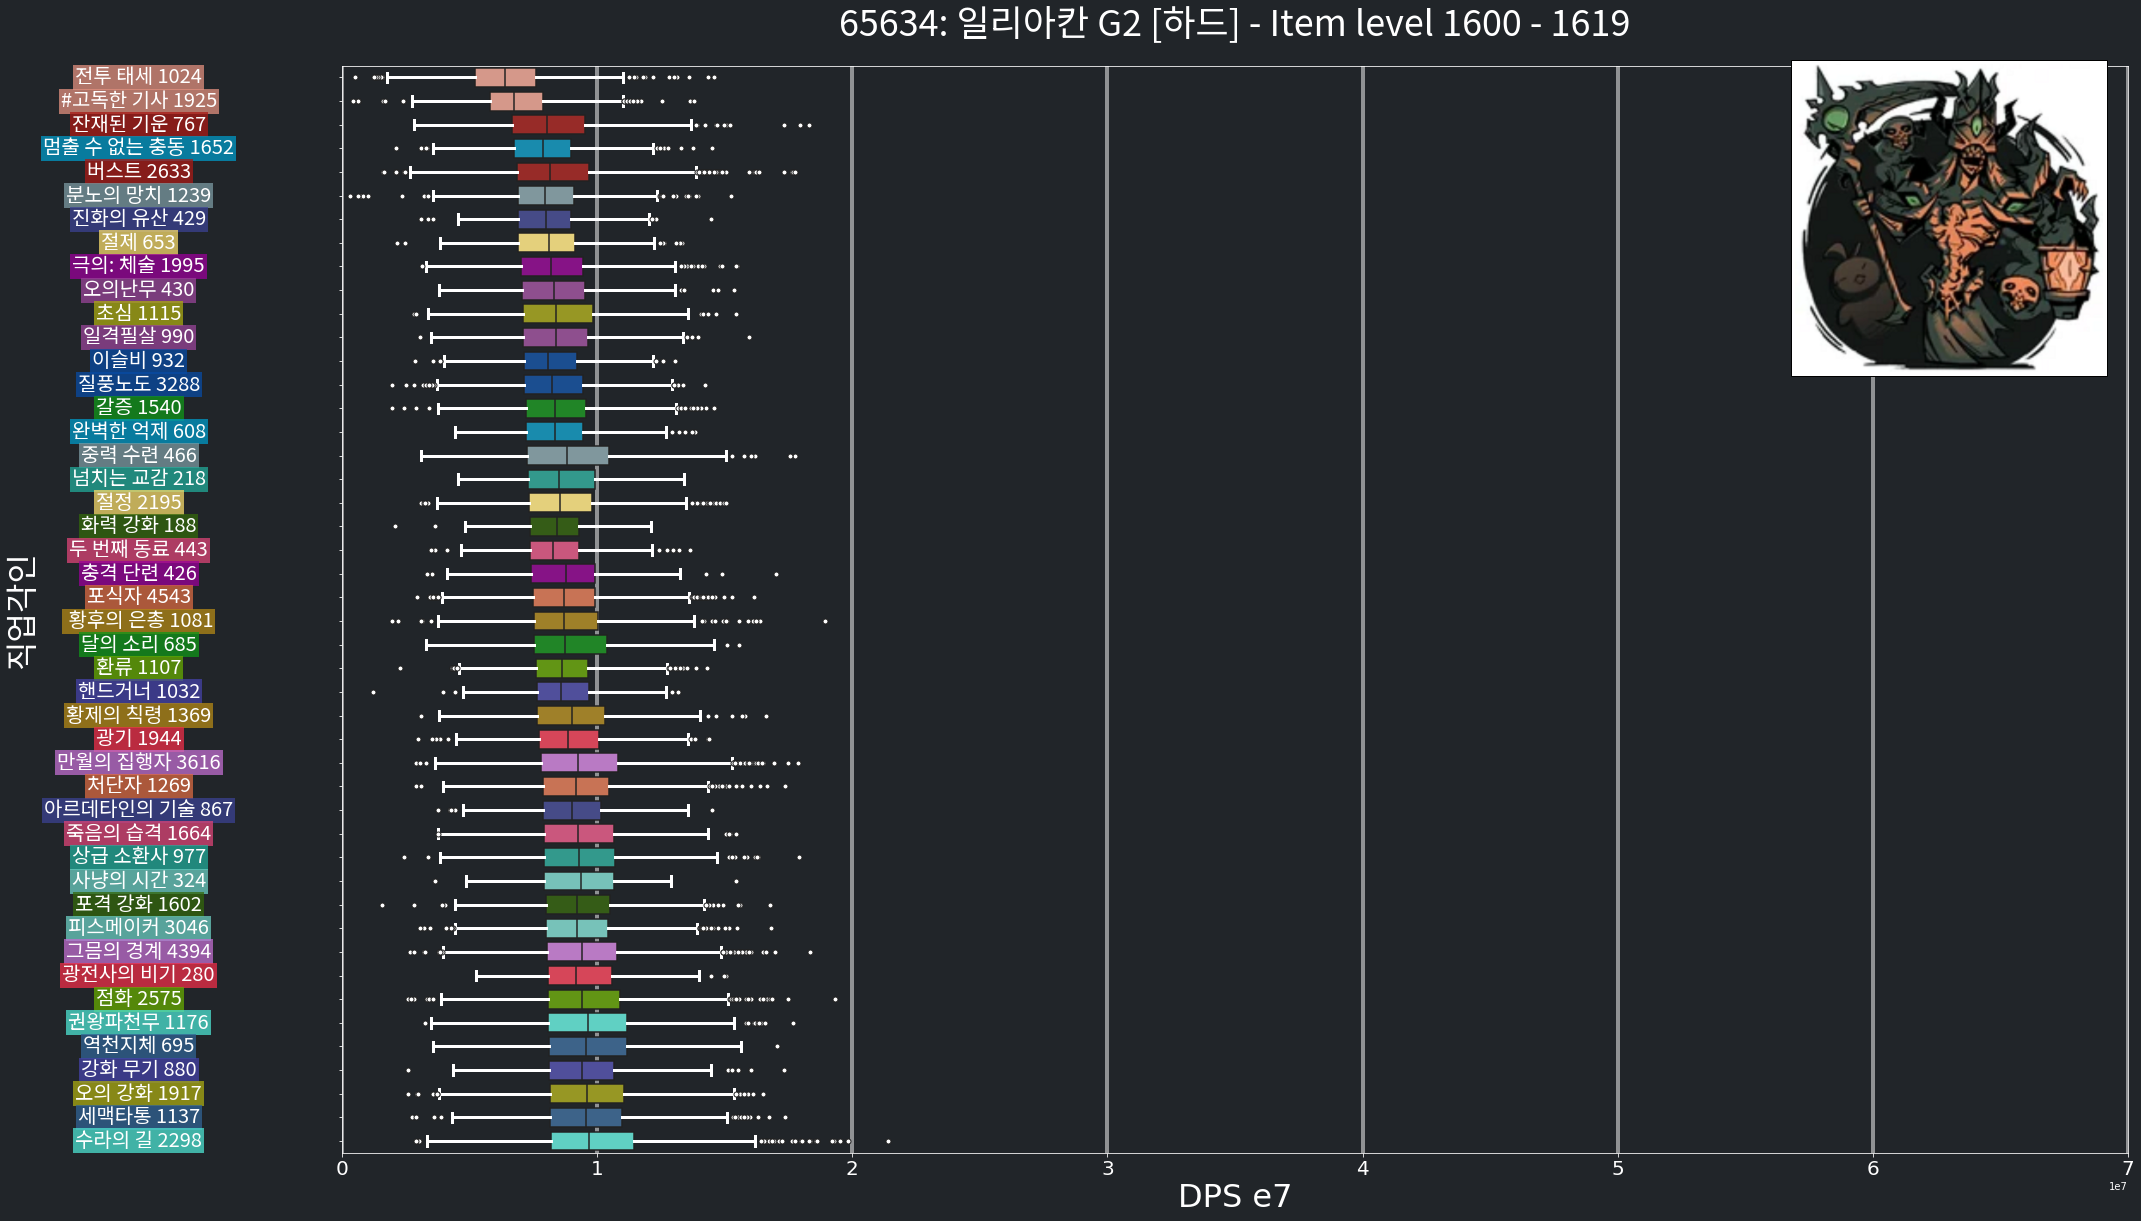 65634: 일리아칸 G2 [하드] - Item level 1600 - 1619
전투 태세 1024
#고독한 기사 1925
잔재된 기운 767
멈출 수 없는 충동 1652
버스트 2633
분노의 망치 1239
진화의 유산 429
절제 653
극의: 체술 1995
오의난무 430
초심 1115
일격필살 990
이슬비 932
질풍노도 3288
갈증 1540
완벽한 억제 608
중력 수련 466
넘치는 교감 218
절정 2195
화력 강화 188
두 번째 동료 443
충격 단련 426
포식자 4543
황후의 은총 1081
달의 소리 685
환류 1107
핸드거너 1032
황제의 칙령 1369
광기 1944
만월의 집행자 3616
처단자 1269
아르데타인의 기술 867
죽음의 습격 1664
상급 소환사 977
사냥의 시간 324
포격 강화 1602
피스메이커 3046
그믐의 경계 4394
광전사의 비기 280
점화 2575
권왕파천무 1176
역천지체 695
강화 무기 880
오의 강화 1917
세맥타통 1137
수라의 길 2298
직업각인
0 1 2 3 4 5 6 7
DPS e7
1e7